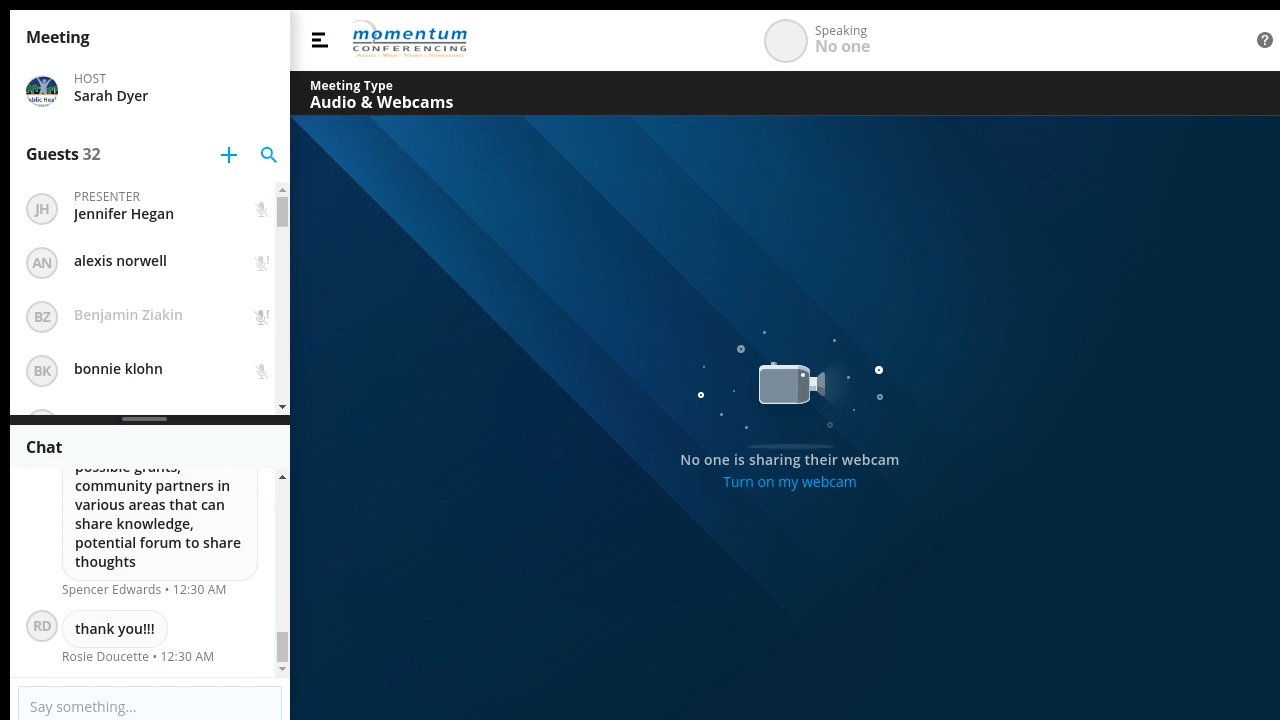 Meeting
HOST
Sarah Dyer
Guests 32
JH
PRESENTER
Jennifer Hegan
AN
alexis norwell
BZ
Benjamin Ziakin
BK
bonnie klohn
Chat
possible grants,
community partners in
various areas that can
share knowledge,
potential forum to share
thoughts
Spencer Edwards • 12:30 AM
RD
thank you!!!
Rosie Doucette • 12:30 AM
Say something...
momentum
CONFERENCING
Speaking
No one
Meeting Type
Audio & Webcams
No one is sharing their webcam
Turn on my webcam